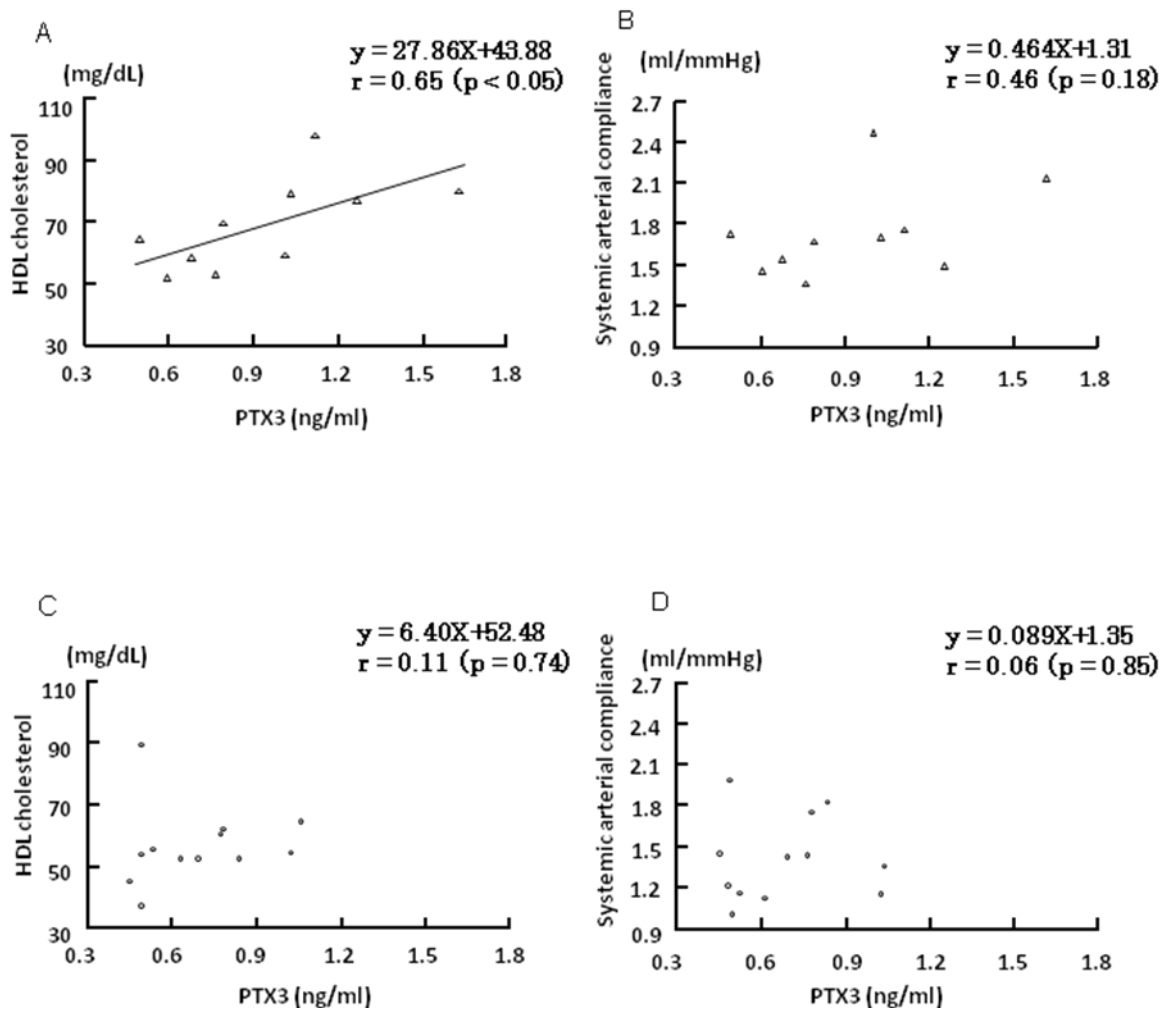 A
y = 27.86X+43.88
r = 0.65 (p < 0.05)
(mg/dL)
HDL cholesterol
110
90
70
50
30
0.3 0.6 0.9 1.2 1.5 1.8
PTX3 (ng/ml)
B
y = 0.464X+1.31
r = 0.46 (p = 0.18)
(ml/mmHg)
Systemic arterial compliance
2.7
2.4
2.1
1.8
1.5
1.2
0.9
0.3 0.6 0.9 1.2 1.5 1.8
PTX3 (ng/ml)
C
y = 6.40X+52.48
r = 0.11 (p = 0.74)
(mg/dL)
HDL cholesterol
110
90
70
50
30
0.3 0.6 0.9 1.2 1.5 1.8
PTX3 (ng/ml)
D
y = 0.089X+1.35
r = 0.06 (p = 0.85)
(ml/mmHg)
Systemic arterial compliance
2.7
2.4
2.1
1.8
1.5
1.2
0.9
0.3 0.6 0.9 1.2 1.5 1.8
PTX3 (ng/ml)